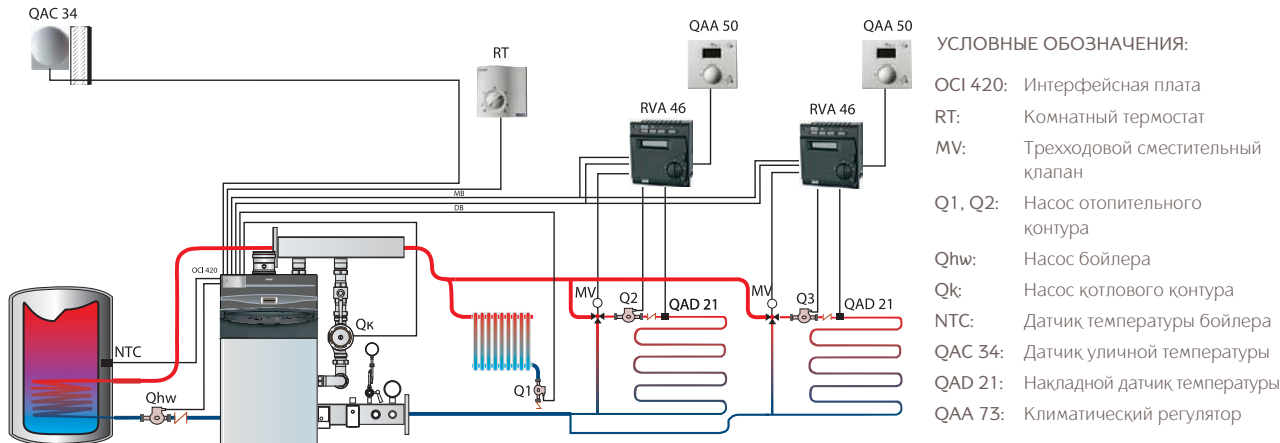 QAC 34
RT
QAA 50
QAA 50
RVA 46
RVA 46
MB
DB
OCI 420
NTC
Qhw
Qк
Q1
MV
Q2
QAD 21
MV
Q3
QAD 21
УСЛОВНЫЕ ОБОЗНАЧЕНИЯ:
OCI 420: Интерфейсная плата
RT: Комнатный термостат
MV: Трехходовой сместительный
клапан
Q1, Q2: Насос отопительного
контура
Qhw: Насос бойлера
Qk: Насос котлового контура
NTC: Датчик температуры бойлера
QAC 34: Датчик уличной температуры
QAD 21: Накладной датчик температуры
QAA 73: Климатический регулятор